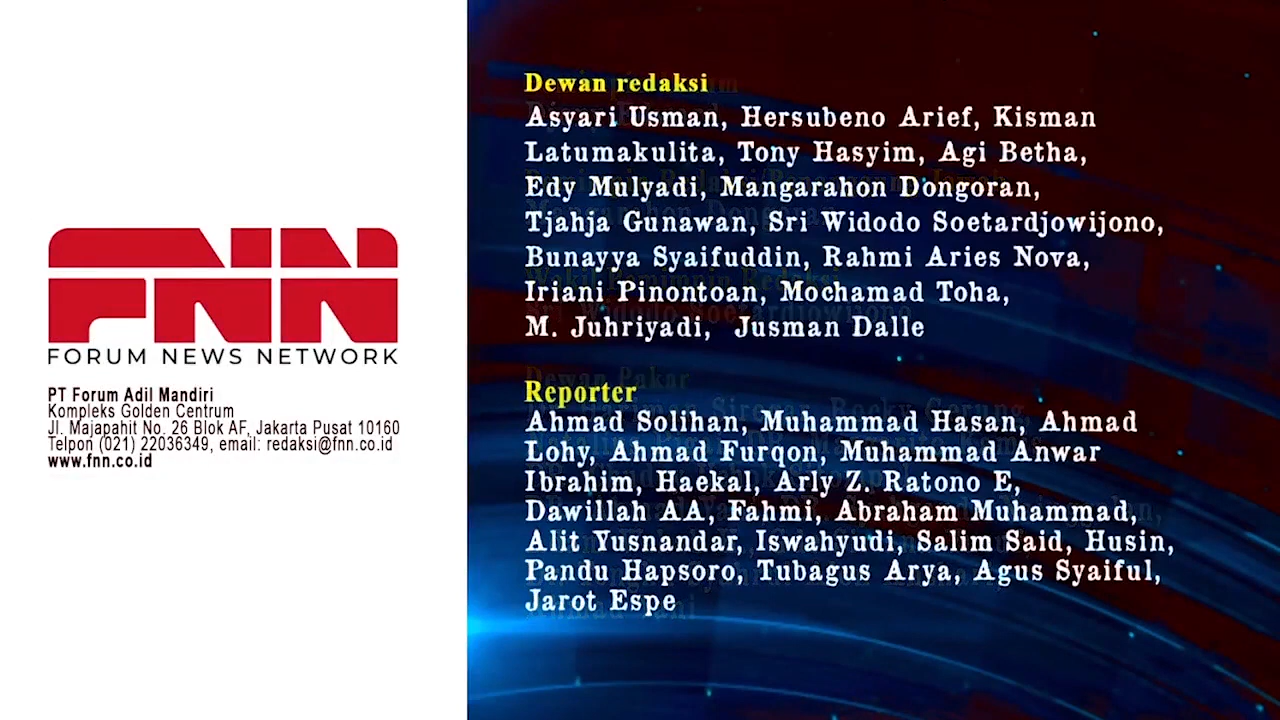 FNN
FORUM NEWS NETWORK
PT Forum Adil Mandiri
Kompleks Golden Centrum
Jl. Majapahit No. 26 Blok AF, Jakarta Pusat 10160
Telpon (021) 22036349, email: redaksi@fnn.co.id
www.fnn.co.id
Dewan redaksi
Asyari Usman, Hersubeno Arief, Kisman
Latumakulita, Tony Hasyim, Agi Betha,
Edy Mulyadi, Mangarahon Dongoran,
Tjahja Gunawan, Sri Widodo Soetardjowijono,
Bunayya Syaifuddin, Rahmi Aries Nova,
Iriani Pinontoan, Mochamad Toha,
M. Juhriyadi, Jusman Dalle
Reporter
Ahmad Solihan, Muhammad Hasan, Ahmad
Lohy, Ahmad Furqon, Muhammad Anwar
Ibrahim, Haekal, Arly Z. Ratono E,
Dawillah AA, Fahmi, Abraham Muhammad,
Alit Yusnandar, Iswahyudi, Salim Said, Husin,
Pandu Hapsoro, Tubagus Arya, Agus Syaiful,
Jarot Espe